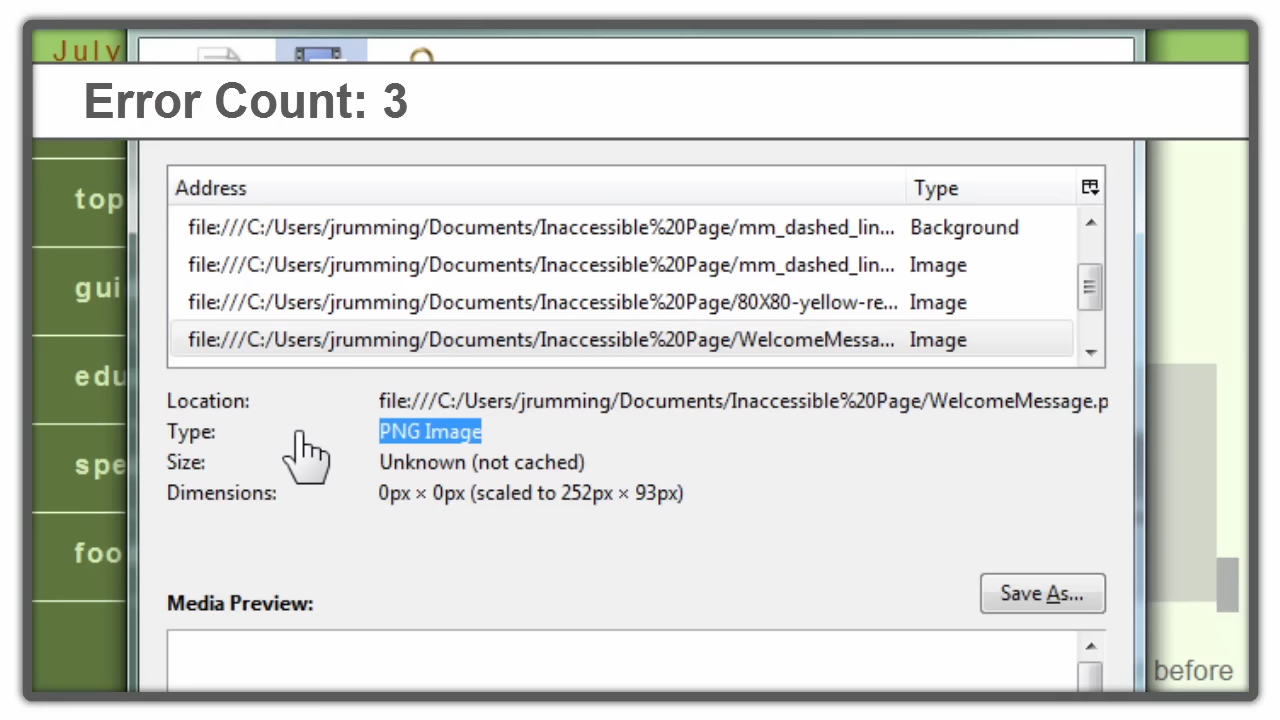 July
Error Count: 3
top
gui
edu
spe
foo
Address Type
file:///C:/Users/jrumming/Documents/Inaccessible%20Page/mm_dashed_lin... Background
file:///C:/Users/jrumming/Documents/Inaccessible%20Page/mm_dashed_lin... Image
file:///C:/Users/jrumming/Documents/Inaccessible%20Page/80X80-yellow-re... Image
file:///C:/Users/jrumming/Documents/Inaccessible%20Page/WelcomeMessa... Image
Location: file:///C:/Users/jrumming/Documents/Inaccessible%20Page/WelcomeMessage.p
Type: PNG Image
Size: Unknown (not cached)
Dimensions: 0px × 0px (scaled to 252px × 93px)
Save As...
Media Preview:
before